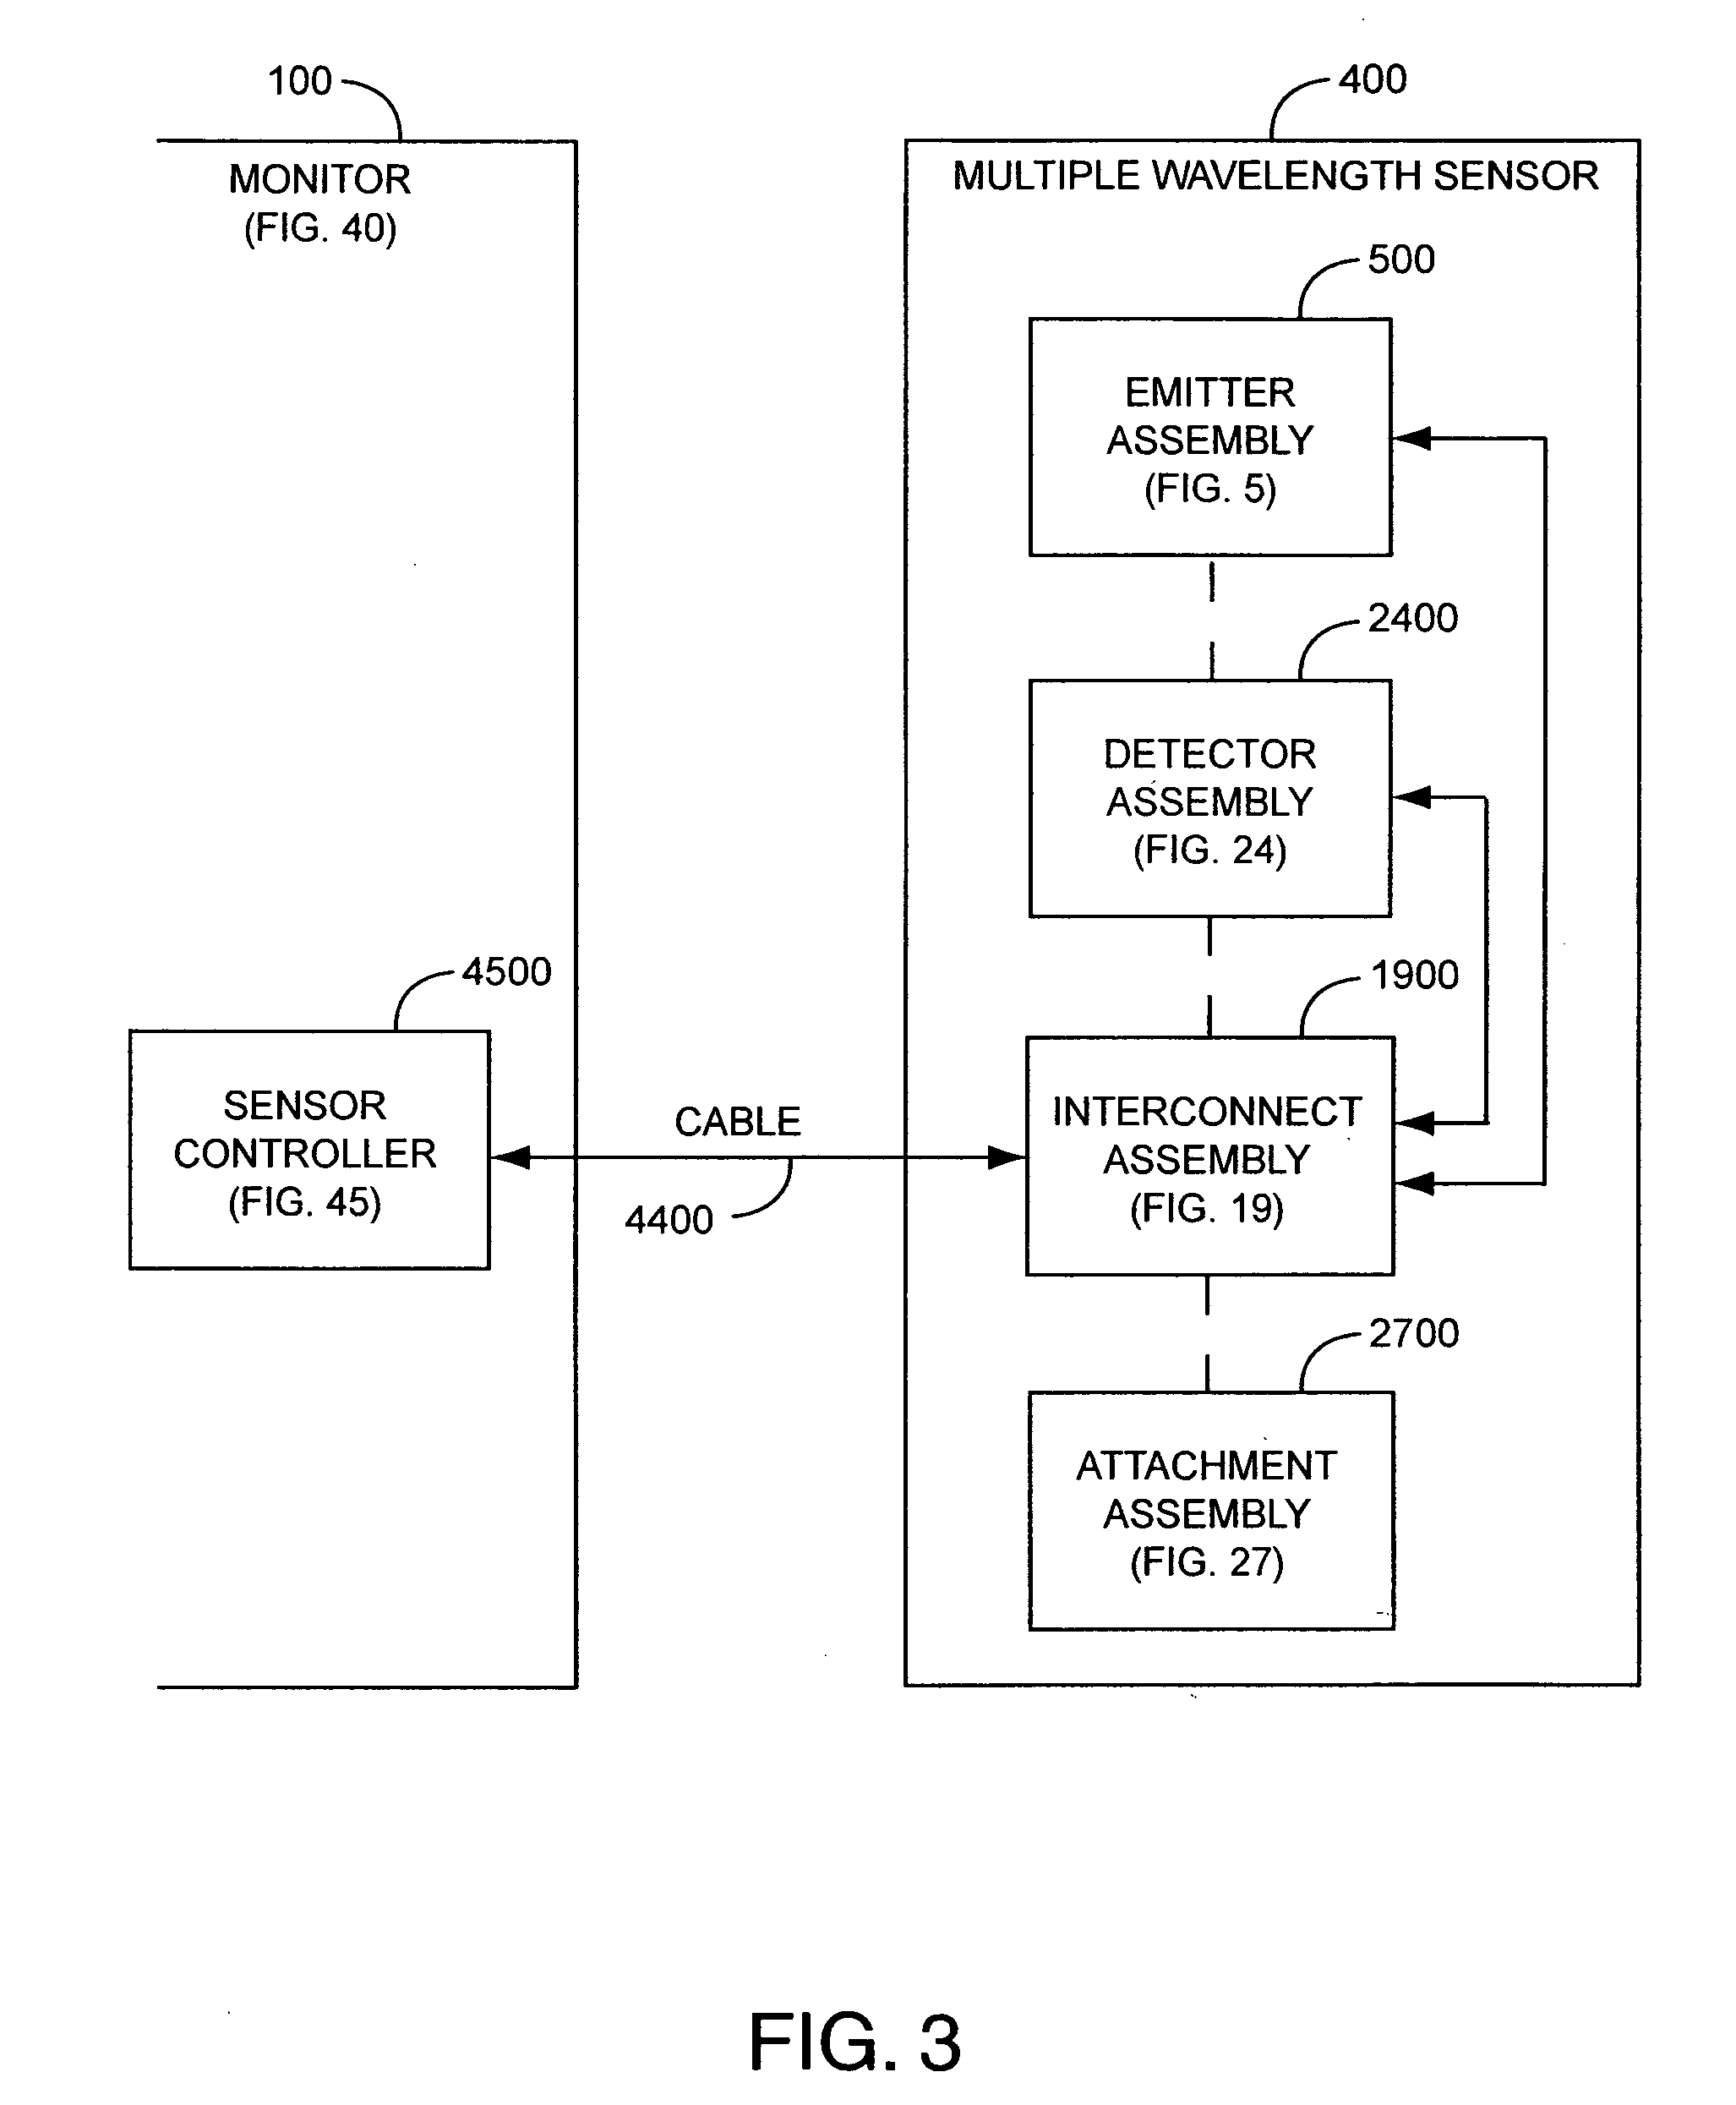 100
MONITOR
(FIG. 40)
400
MULTIPLE WAVELENGTH SENSOR
500
EMITTER
ASSEMBLY
(FIG. 5)
2400
DETECTOR
ASSEMBLY
(FIG. 24)
4500
SENSOR
CONTROLLER
(FIG. 45)
CABLE
4400
1900
INTERCONNECT
ASSEMBLY
(FIG. 19)
2700
ATTACHMENT
ASSEMBLY
(FIG. 27)
FIG. 3